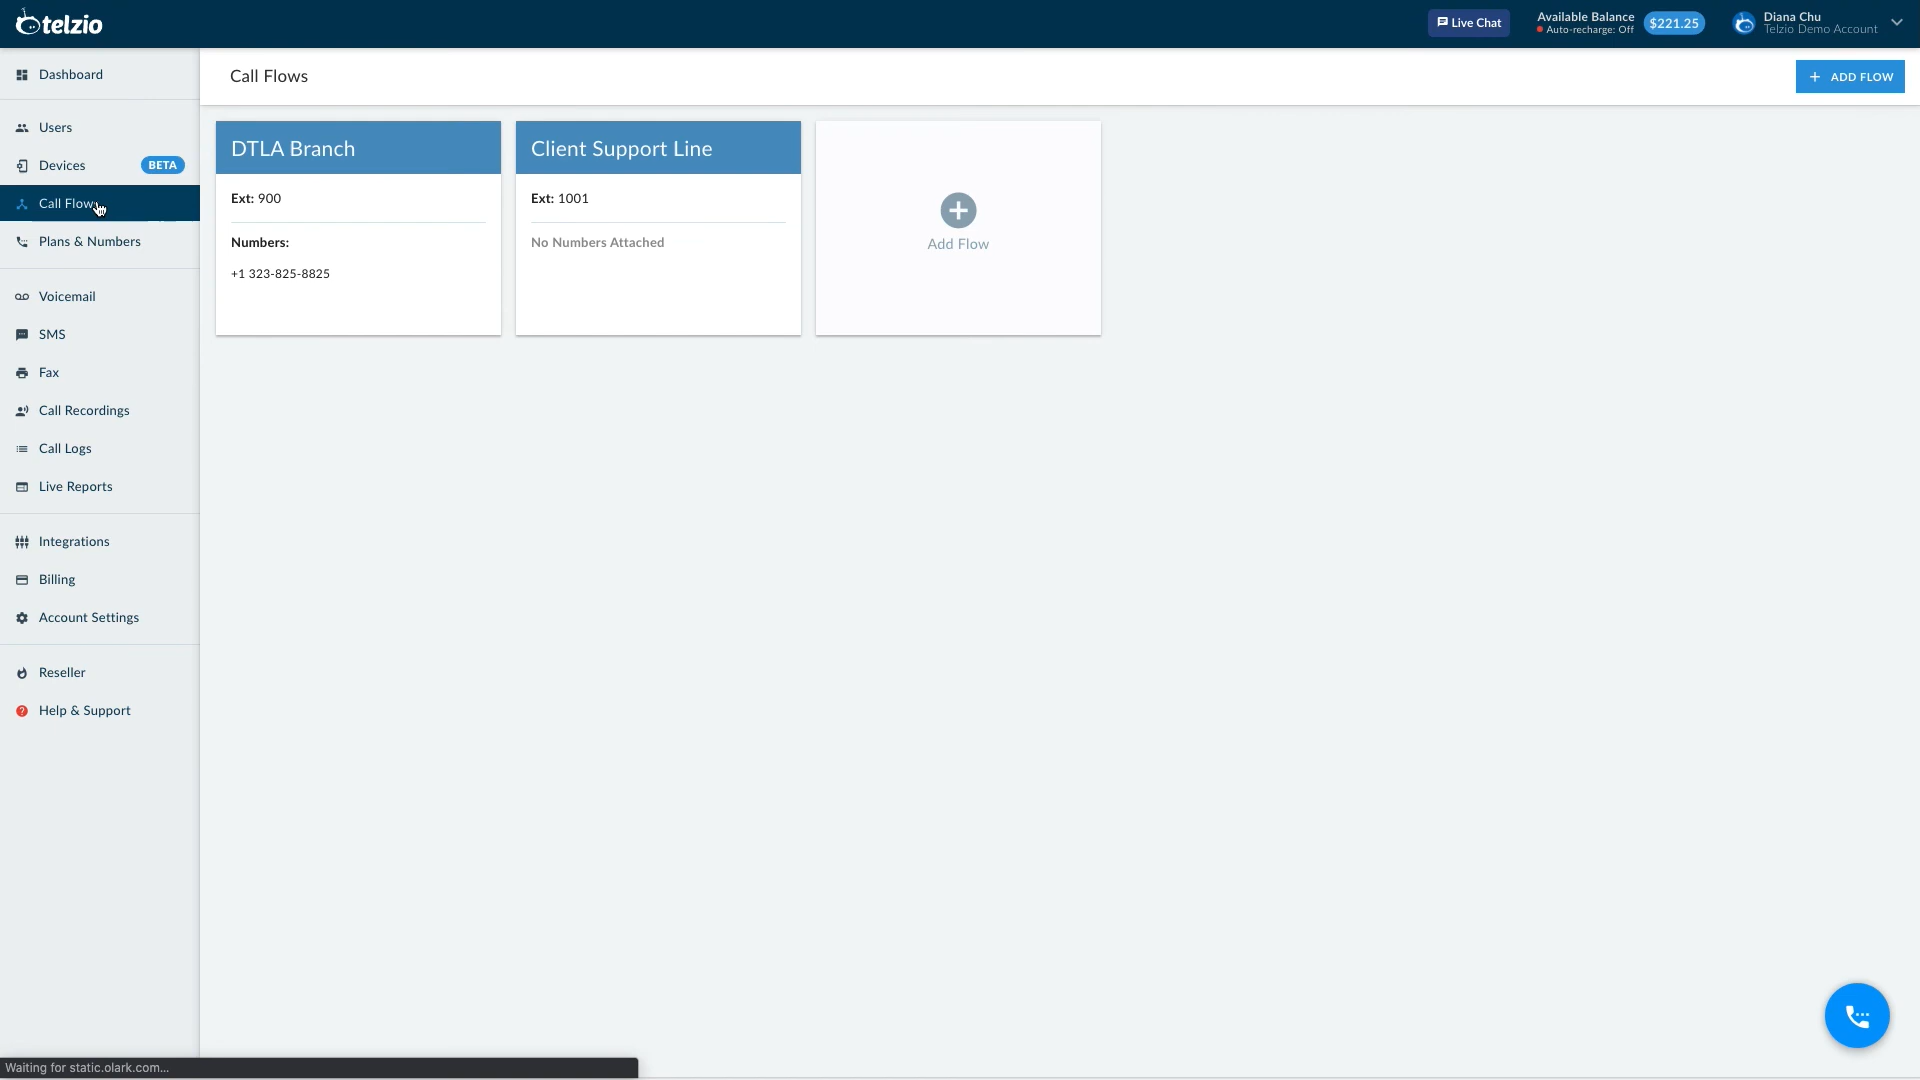 telzio
Live Chat
Available Balance
Auto-recharge: Off
$221.25
Diana Chu
Telzio Demo Account
Dashboard
Users
Devices
BETA
Call Flows
Plans & Numbers
Voicemail
SMS
Fax
Call Recordings
Call Logs
Live Reports
Integrations
Billing
Account Settings
Reseller
Help & Support
Call Flows
ADD FLOW
DTLA Branch
Ext: 900
Numbers:
+1 323-825-8825
Client Support Line
Ext: 1001
No Numbers Attached
Add Flow
Waiting for static.olark.com...